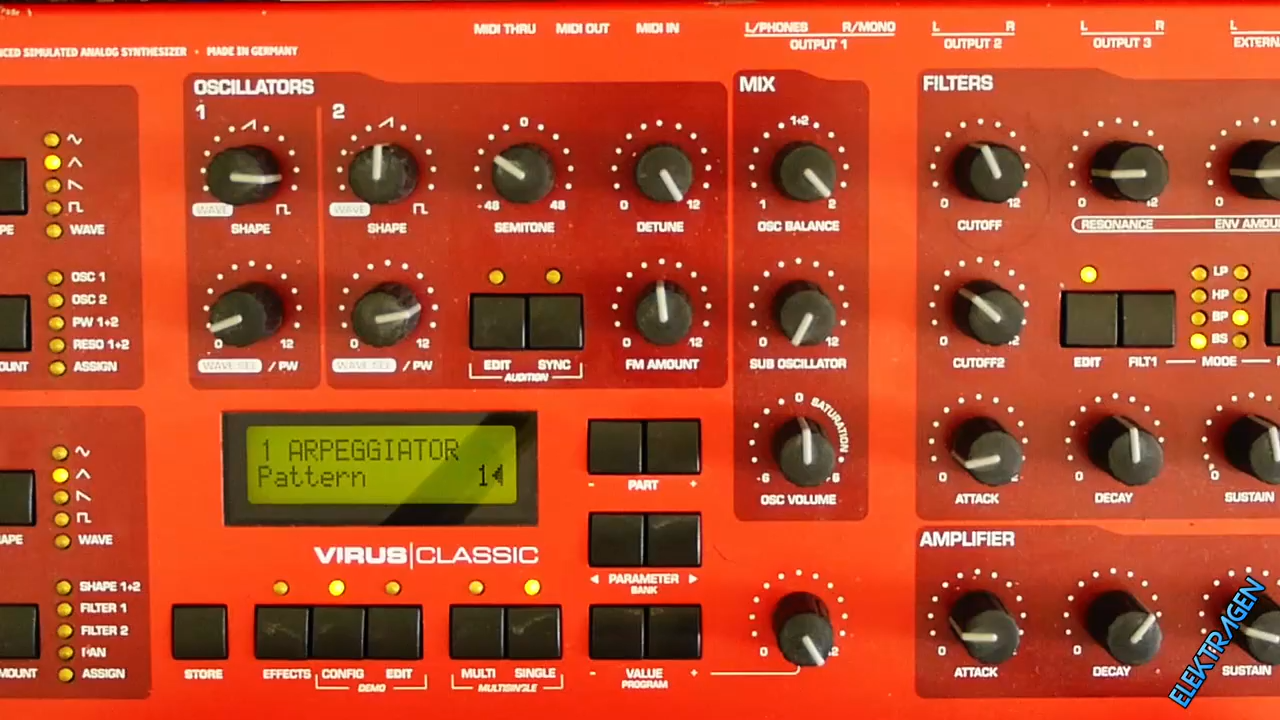 MIDI THRU MIDI OUT MIDI IN L/PHONES R/MONO L R L R L
OUTPUT 1 OUTPUT 2 OUTPUT 3
SIMULATED ANALOG SYNTHESIZER • MADE IN GERMANY
OSCILLATORS MIX FILTERS
1 2
0 1+2
WAVE WAVE -48 48 0 12 1 2 0 12 0 12 0
WAVE SHAPE SHAPE SEMITONE DETUNE OSC BALANCE CUTOFF RESONANCE
OSC 1 LP
OSC 2 HP
PW 1+2 BP
RESO 1+2 0 12 0 12 0 12 0 12 BS
ASSIGN WAVE SEL / PW WAVE SEL / PW EDIT SYNC FM AMOUNT SUB OSCILLATOR CUTOFF2 EDIT FILT1 MODE
AUDITION
0 SATURATION
1 ARPEGGIATOR
Pattern 1
-6 +6 0 0 0
- PART + OSC VOLUME ATTACK DECAY SUSTAIN
WAVE VIRUS|CLASSIC AMPLIFIER
PARAMETER
BANK
SHAPE 1+2
FILTER 1
FILTER 2
PAN 0 12 0 0 0
ASSIGN STORE EFFECTS CONFIG EDIT MULTI SINGLE - VALUE + ATTACK DECAY SUSTAIN
DEMO MULTISINGLE PROGRAM
ELEKTRAGEN